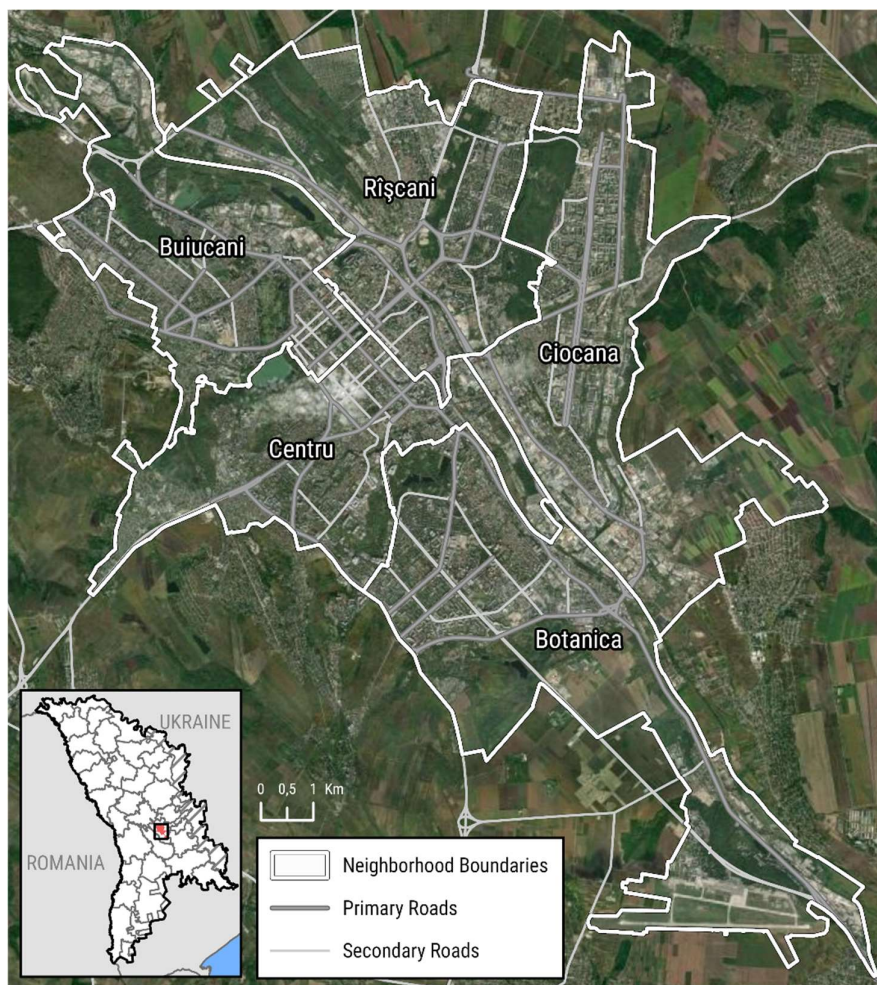 Rîşcani
Buiucani
Ciocana
Centru
Botanica
UKRAINE
ROMANIA
0 0,5 1 Km
Neighborhood Boundaries
Primary Roads
Secondary Roads